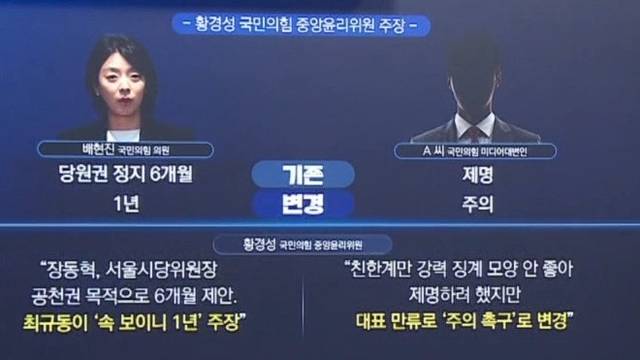 - 황경성 국민의힘 중앙윤리위원 주장 -
배현진 국민의힘 의원
A 씨 국민의힘 미디어대변인
당원권 정지 6개월 기존 제명
1년 변경 주의
황경성 국민의힘 중앙윤리위원
“장동혁, 서울시당위원장
공천권 목적으로 6개월 제안.
최규동이 ‘속 보이니 1년’ 주장”
“친한계만 강력 징계 모양 안 좋아
제명하려 했지만
대표 만류로 ‘주의 촉구’로 변경”